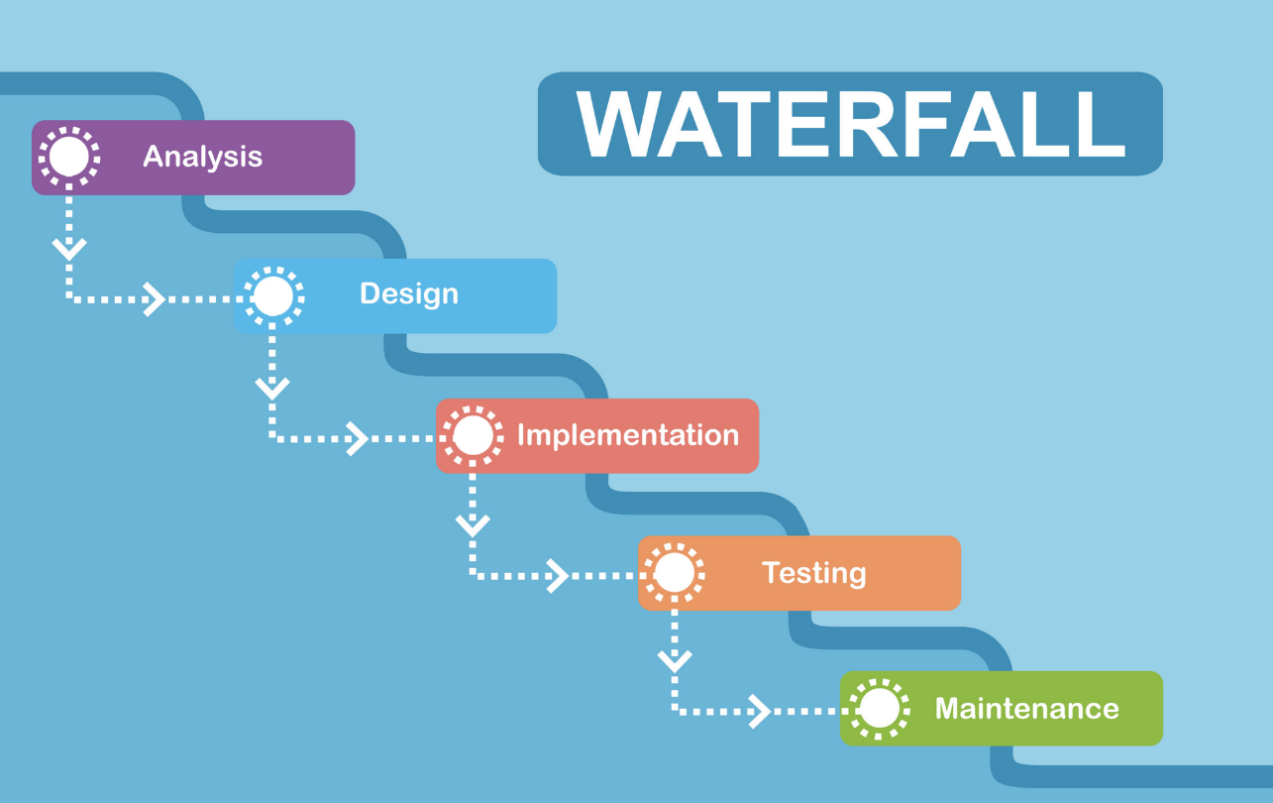 WATERFALL
Analysis
Design
Implementation
Testing
Maintenance